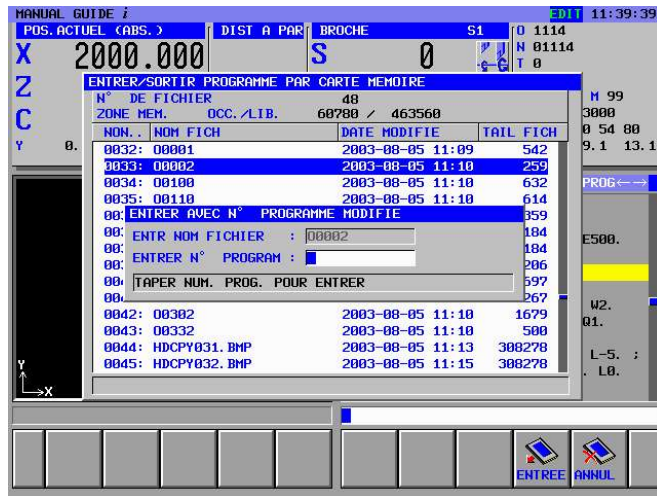 MANUAL GUIDE i EDIT 11:39:39
POS. ACTUEL (ABS.) DIST A PAR BROCHE S1 O 1114
X 2000.000 S 0 N 01114
T 0
Z
ENTRER/SORTIR PROGRAMME PAR CARTE MEMOIRE
N° DE FICHIER 48 M 99
ZONE MEM. OCC./LIB. 60780 / 463560 3000
C 0 54 80
NON.. NOM FICH DATE MODIFIE TAIL FICH
Y 0. 9.1 13.1
0032: O0001 2003-08-05 11:09 542
0033: O0002 2003-08-05 11:10 259
0034: O0100 2003-08-05 11:10 632 PROG←→
0035: O0110 2003-08-05 11:10 614
ENTRER AVEC N° PROGRAMME MODIFIE 359
ENTR NOM FICHIER : O0002 184
E500.
184
ENTRER N° PROGRAM : 206
TAPER NUM. PROG. POUR ENTRER 597
267
W2.
0042: O0302 2003-08-05 11:10 1679
Q1.
0043: O0332 2003-08-05 11:10 500
0044: HDCPY031.BMP 2003-08-05 11:13 308278
L-5. ;
0045: HDCPY032.BMP 2003-08-05 11:15 308278
. L0.
Y
X
ENTREE ANNUL